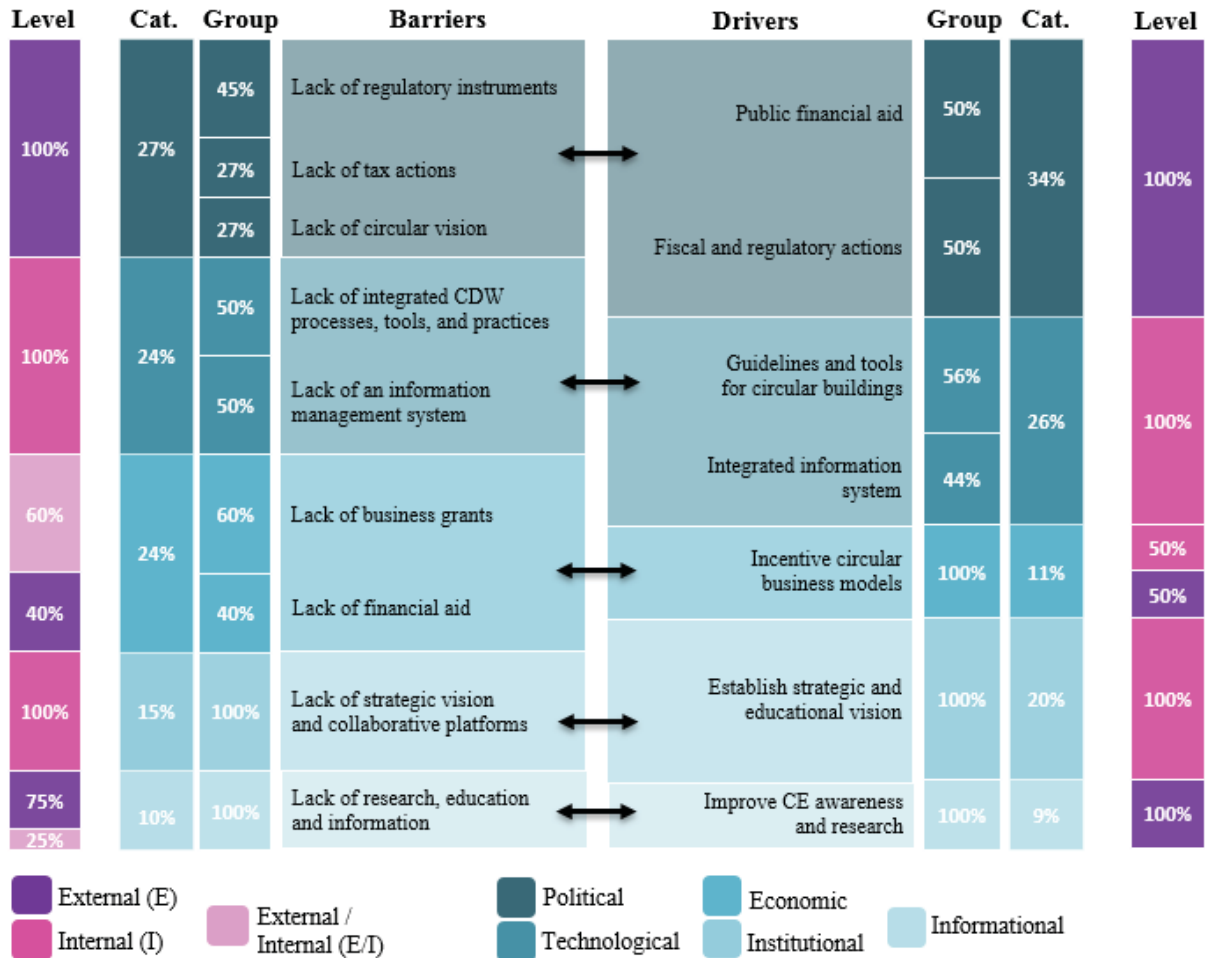 Level Cat. Group Barriers Drivers Group Cat. Level
100%
27%
45%
27%
27%
Lack of regulatory instruments
Lack of tax actions
Lack of circular vision
Public financial aid
Fiscal and regulatory actions
50%
50%
34%
100%
100%
24%
50%
50%
Lack of integrated CDW
processes, tools, and practices
Lack of an information
management system
Guidelines and tools
for circular buildings
Integrated information
system
56%
44%
26%
100%
60%
40%
24%
60%
40%
Lack of business grants
Lack of financial aid
Incentive circular
business models
100%
11%
50%
50%
100%
15%
100%
Lack of strategic vision
and collaborative platforms
Establish strategic and
educational vision
100%
20%
100%
75%
25%
10%
100%
Lack of research, education
and information
Improve CE awareness
and research
100%
9%
100%
External (E)
Internal (I)
External /
Internal (E/I)
Political
Technological
Economic
Institutional
Informational